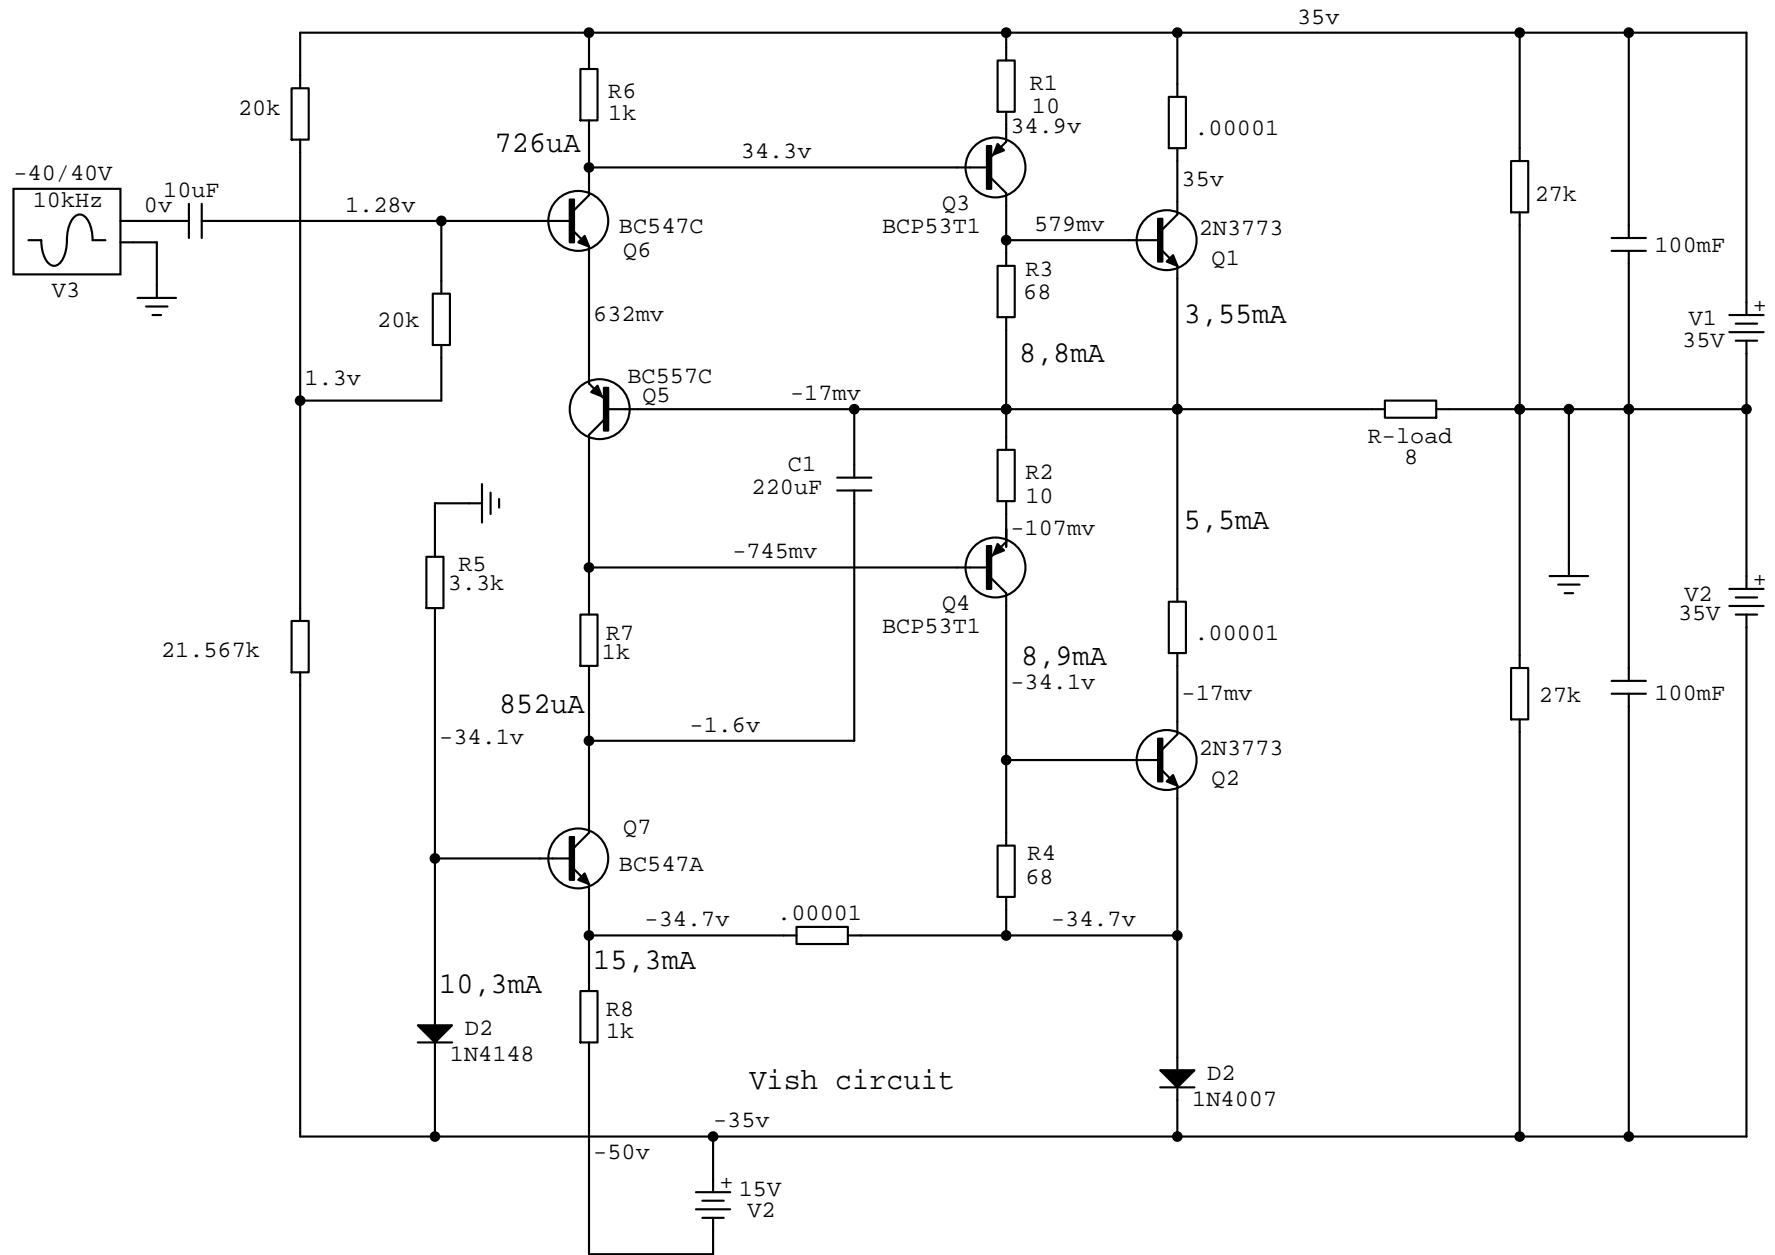 35v
R6
1k
R1
10
20k
.00001
34.9v
726uA
34.3v
-40/40V
10kHz
0v
10uF
1.28v
35v
27k
Q3
BCP53T1
BC547C
Q6
579mv
2N3773
Q1
100mF
V3
R3
68
20k
632mv
3,55mA
V1
35V
+
8,8mA
1.3v
BC557C
Q5
-17mv
R-load
8
C1
220uF
R2
10
5,5mA
-107mv
-745mv
R5
3.3k
Q4
BCP53T1
V2
35V
+
21.567k
R7
1k
.00001
8,9mA
-34.1v
-17mv
27k
100mF
852uA
-1.6v
-34.1v
2N3773
Q2
Q7
BC547A
R4
68
-34.7v
.00001
-34.7v
15,3mA
10,3mA
R8
1k
D2
1N4148
Vish circuit
D2
1N4007
-35v
-50v
+
15V
V2